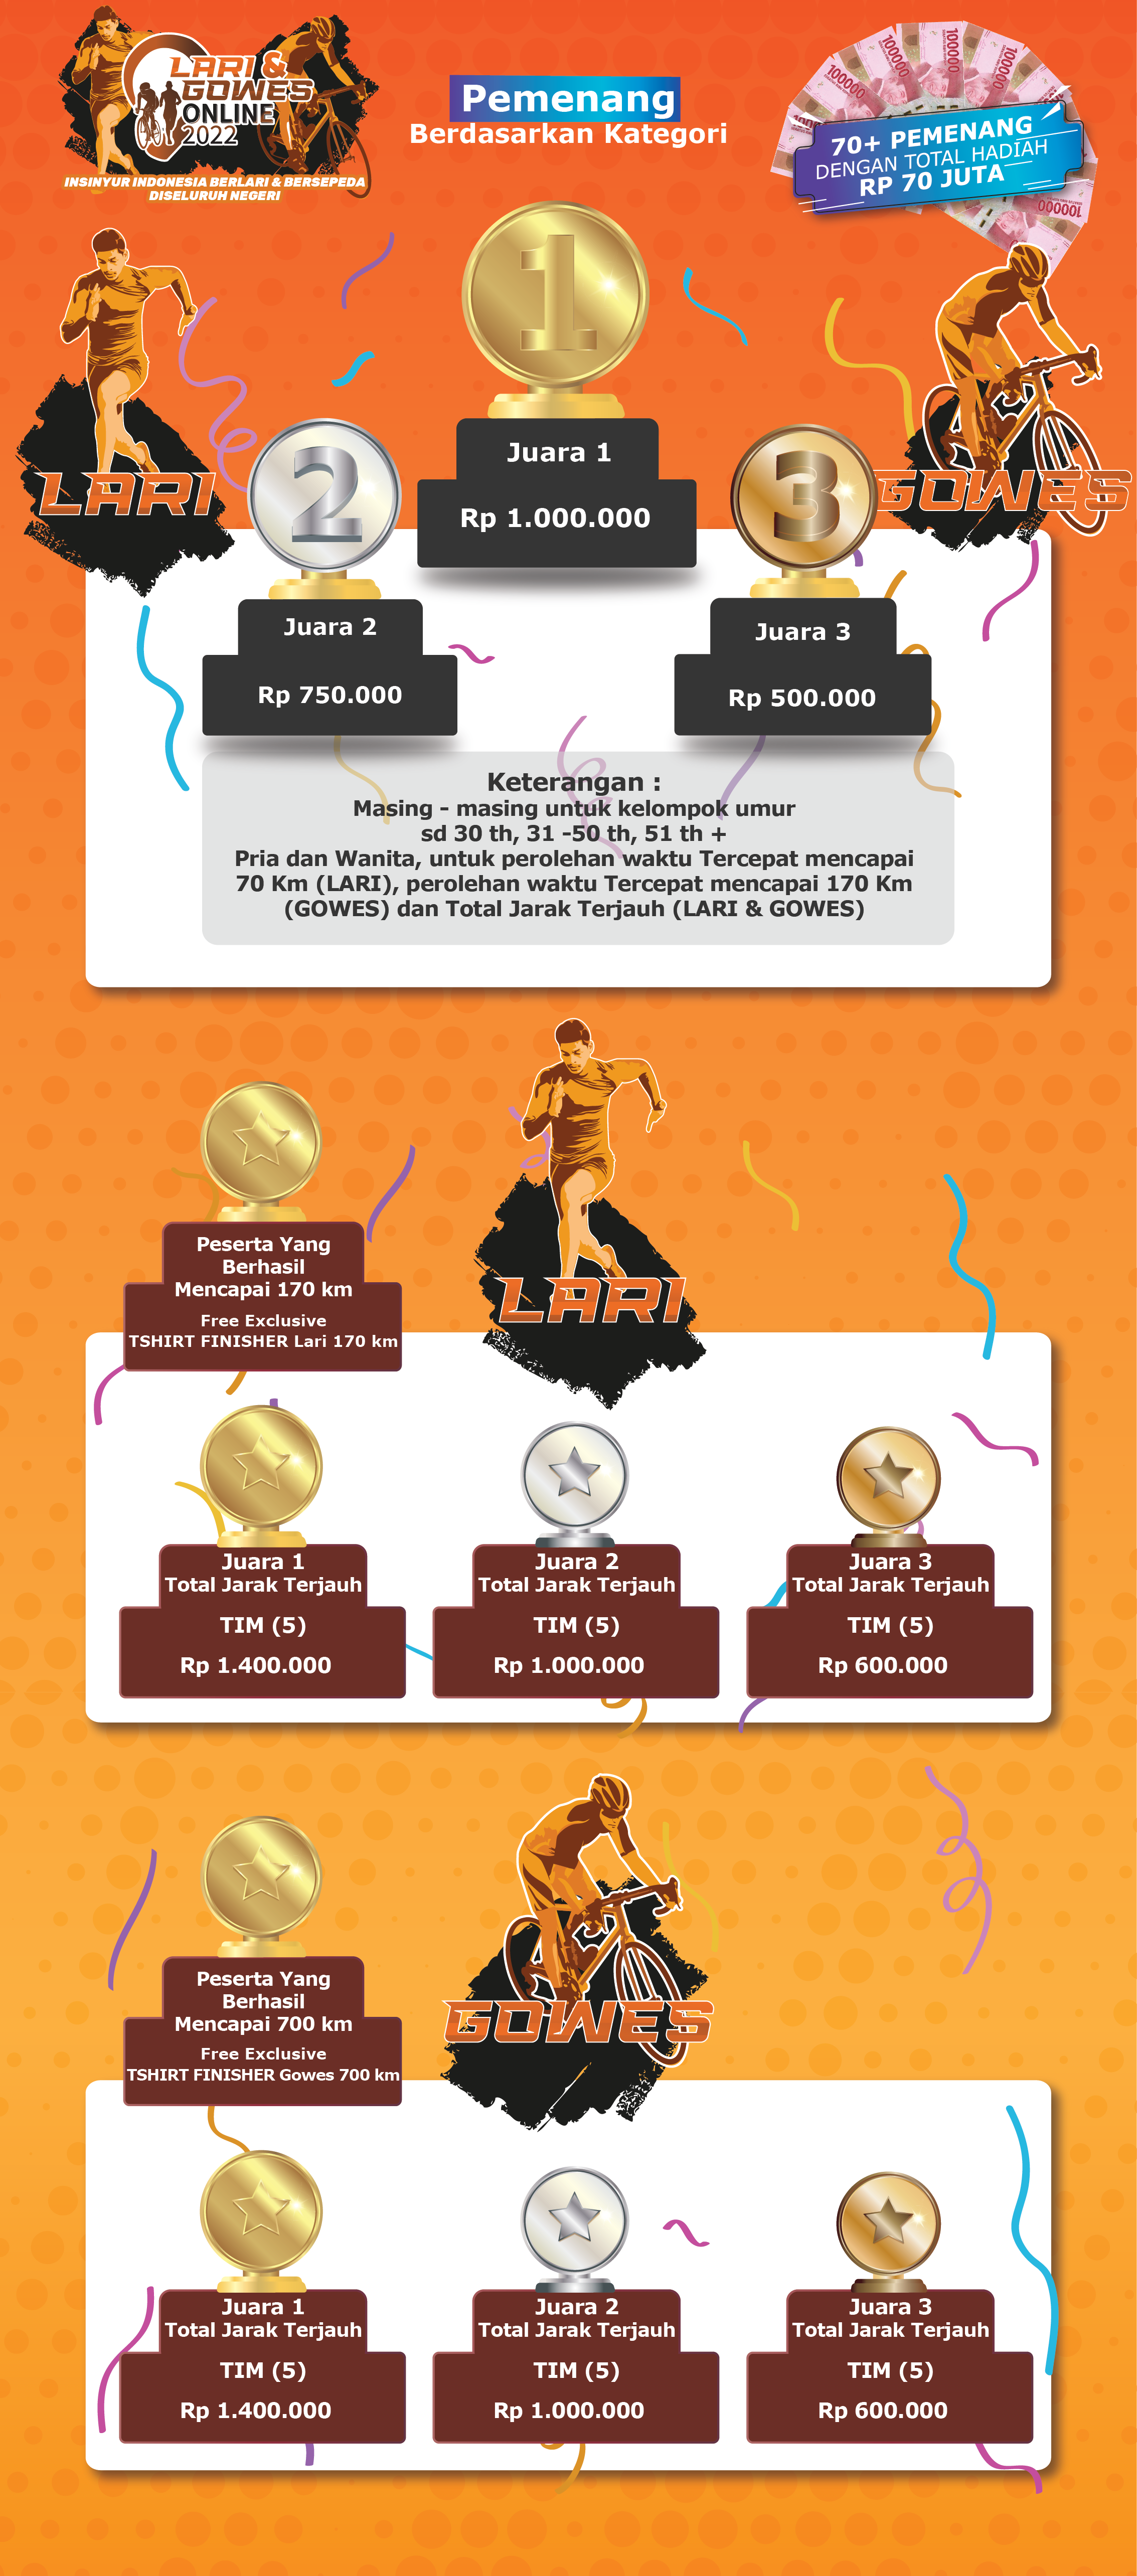 LARI &
GOWES
ONLINE
2022
INSINYUR INDONESIA BERLARI & BERSEPEDA
DISELURUH NEGERI
Pemenang
Berdasarkan Kategori
100000
100000
100000
100000
100000
70+ PEMENANG
DENGAN TOTAL HADIAH
RP 70 JUTA
1
LARI
GOWES
2
3
Juara 1
Rp 1.000.000
Juara 2
Rp 750.000
Juara 3
Rp 500.000
Keterangan :
Masing - masing untuk kelompok umur
sd 30 th, 31 -50 th, 51 th +
Pria dan Wanita, untuk perolehan waktu Tercepat mencapai
70 Km (LARI), perolehan waktu Tercepat mencapai 170 Km
(GOWES) dan Total Jarak Terjauh (LARI & GOWES)
Peserta Yang
Berhasil
Mencapai 170 km
Free Exclusive
TSHIRT FINISHER Lari 170 km
LARI
Juara 1
Total Jarak Terjauh
TIM (5)
Rp 1.400.000
Juara 2
Total Jarak Terjauh
TIM (5)
Rp 1.000.000
Juara 3
Total Jarak Terjauh
TIM (5)
Rp 600.000
Peserta Yang
Berhasil
Mencapai 700 km
Free Exclusive
TSHIRT FINISHER Gowes 700 km
GOWES
Juara 1
Total Jarak Terjauh
TIM (5)
Rp 1.400.000
Juara 2
Total Jarak Terjauh
TIM (5)
Rp 1.000.000
Juara 3
Total Jarak Terjauh
TIM (5)
Rp 600.000